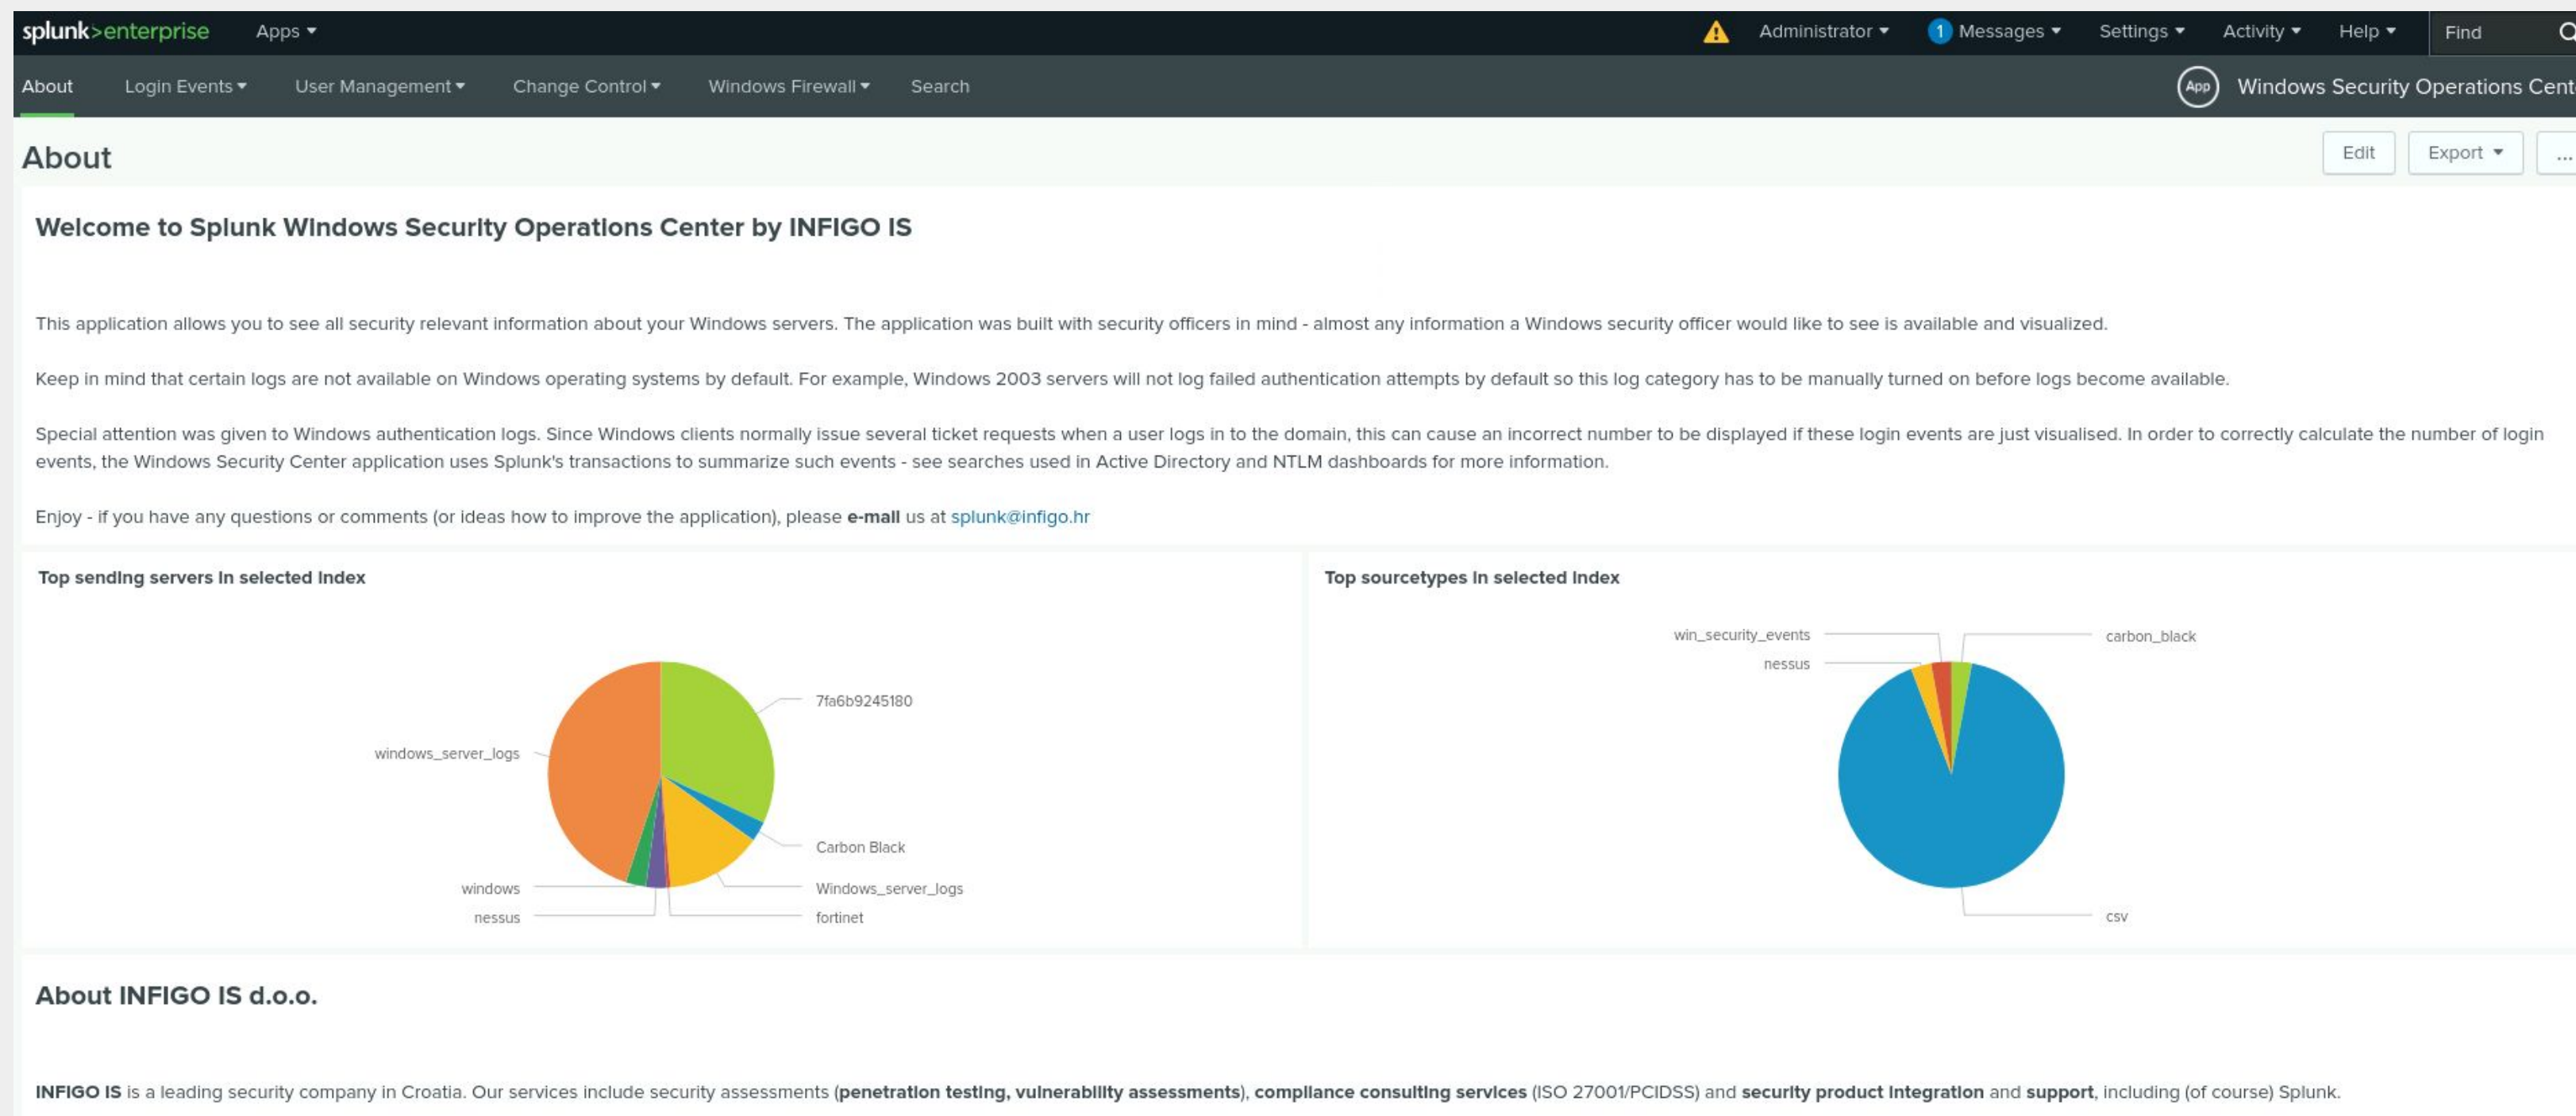 splunk>enterprise Apps Administrator 1 Messages Settings Activity Help Find
About Login Events User Management Change Control Windows Firewall Search App Windows Security Operations Cent
About Edit Export ...
Welcome to Splunk Windows Security Operations Center by INFIGO IS
This application allows you to see all security relevant information about your Windows servers. The application was built with security officers in mind - almost any information a Windows security officer would like to see is available and visualized.
Keep in mind that certain logs are not available on Windows operating systems by default. For example, Windows 2003 servers will not log failed authentication attempts by default so this log category has to be manually turned on before logs become available.
Special attention was given to Windows authentication logs. Since Windows clients normally issue several ticket requests when a user logs in to the domain, this can cause an incorrect number to be displayed if these login events are just visualised. In order to correctly calculate the number of login
events, the Windows Security Center application uses Splunk's transactions to summarize such events - see searches used in Active Directory and NTLM dashboards for more information.
Enjoy - if you have any questions or comments (or ideas how to improve the application), please e-mail us at splunk@infigo.hr
Top sending servers in selected index
7fa6b9245180
windows_server_logs
Carbon Black
windows
Windows_server_logs
nessus
fortinet
Top sourcetypes in selected index
win_security_events
carbon_black
nessus
csv
About INFIGO IS d.o.o.
INFIGO IS is a leading security company in Croatia. Our services include security assessments (penetration testing, vulnerability assessments), compliance consulting services (ISO 27001/PCIDSS) and security product integration and support, including (of course) Splunk.